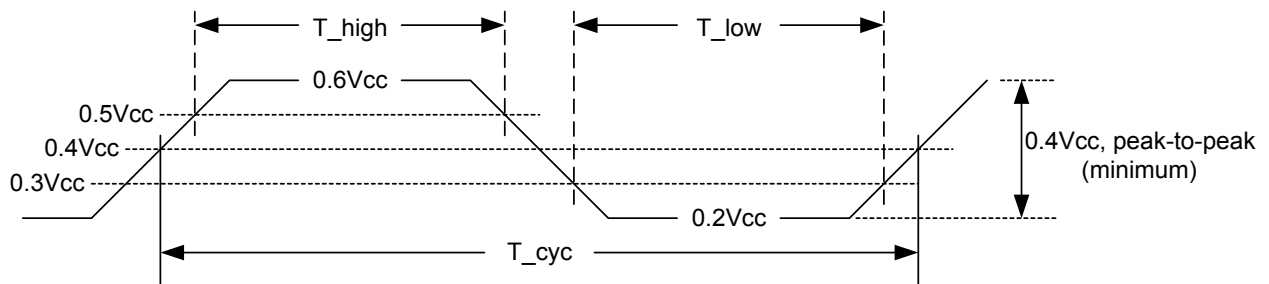 T_high
T_low
0.6Vcc
0.5Vcc
0.4Vcc
0.4Vcc, peak-to-peak
(minimum)
0.3Vcc
0.2Vcc
T_cyc